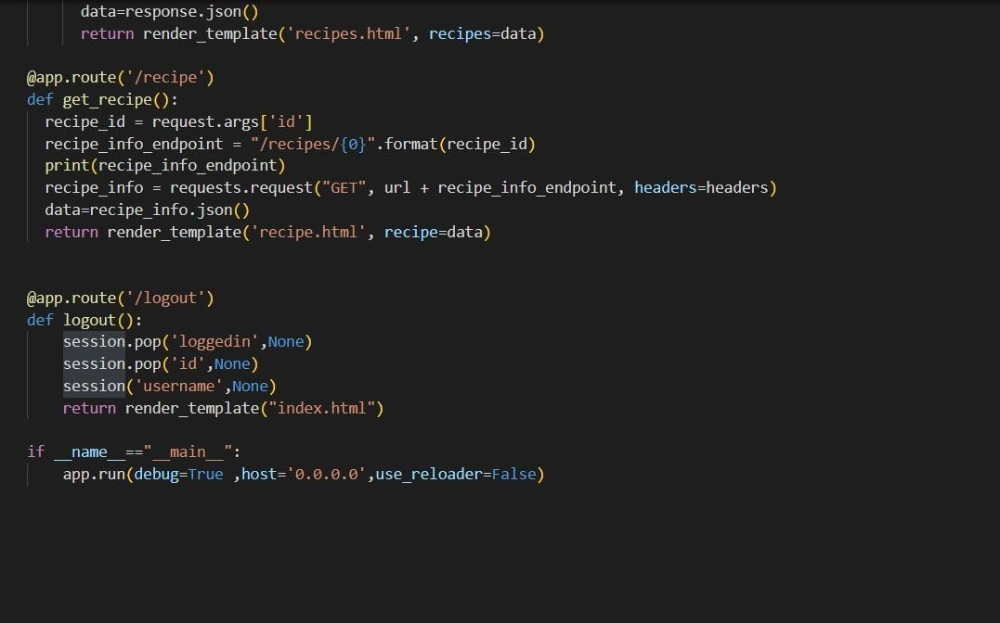 data=response.json()
return render_template('recipes.html', recipes=data)
@app.route('/recipe')
def get_recipe():
recipe_id = request.args['id']
recipe_info_endpoint = "/recipes/{0}".format(recipe_id)
print(recipe_info_endpoint)
recipe_info = requests.request("GET", url + recipe_info_endpoint, headers=headers)
data=recipe_info.json()
return render_template('recipe.html', recipe=data)
@app.route('/logout')
def logout():
session.pop('loggedin',None)
session.pop('id',None)
session('username',None)
return render_template("index.html")
if __name__=="__main__":
app.run(debug=True ,host='0.0.0.0',use_reloader=False)